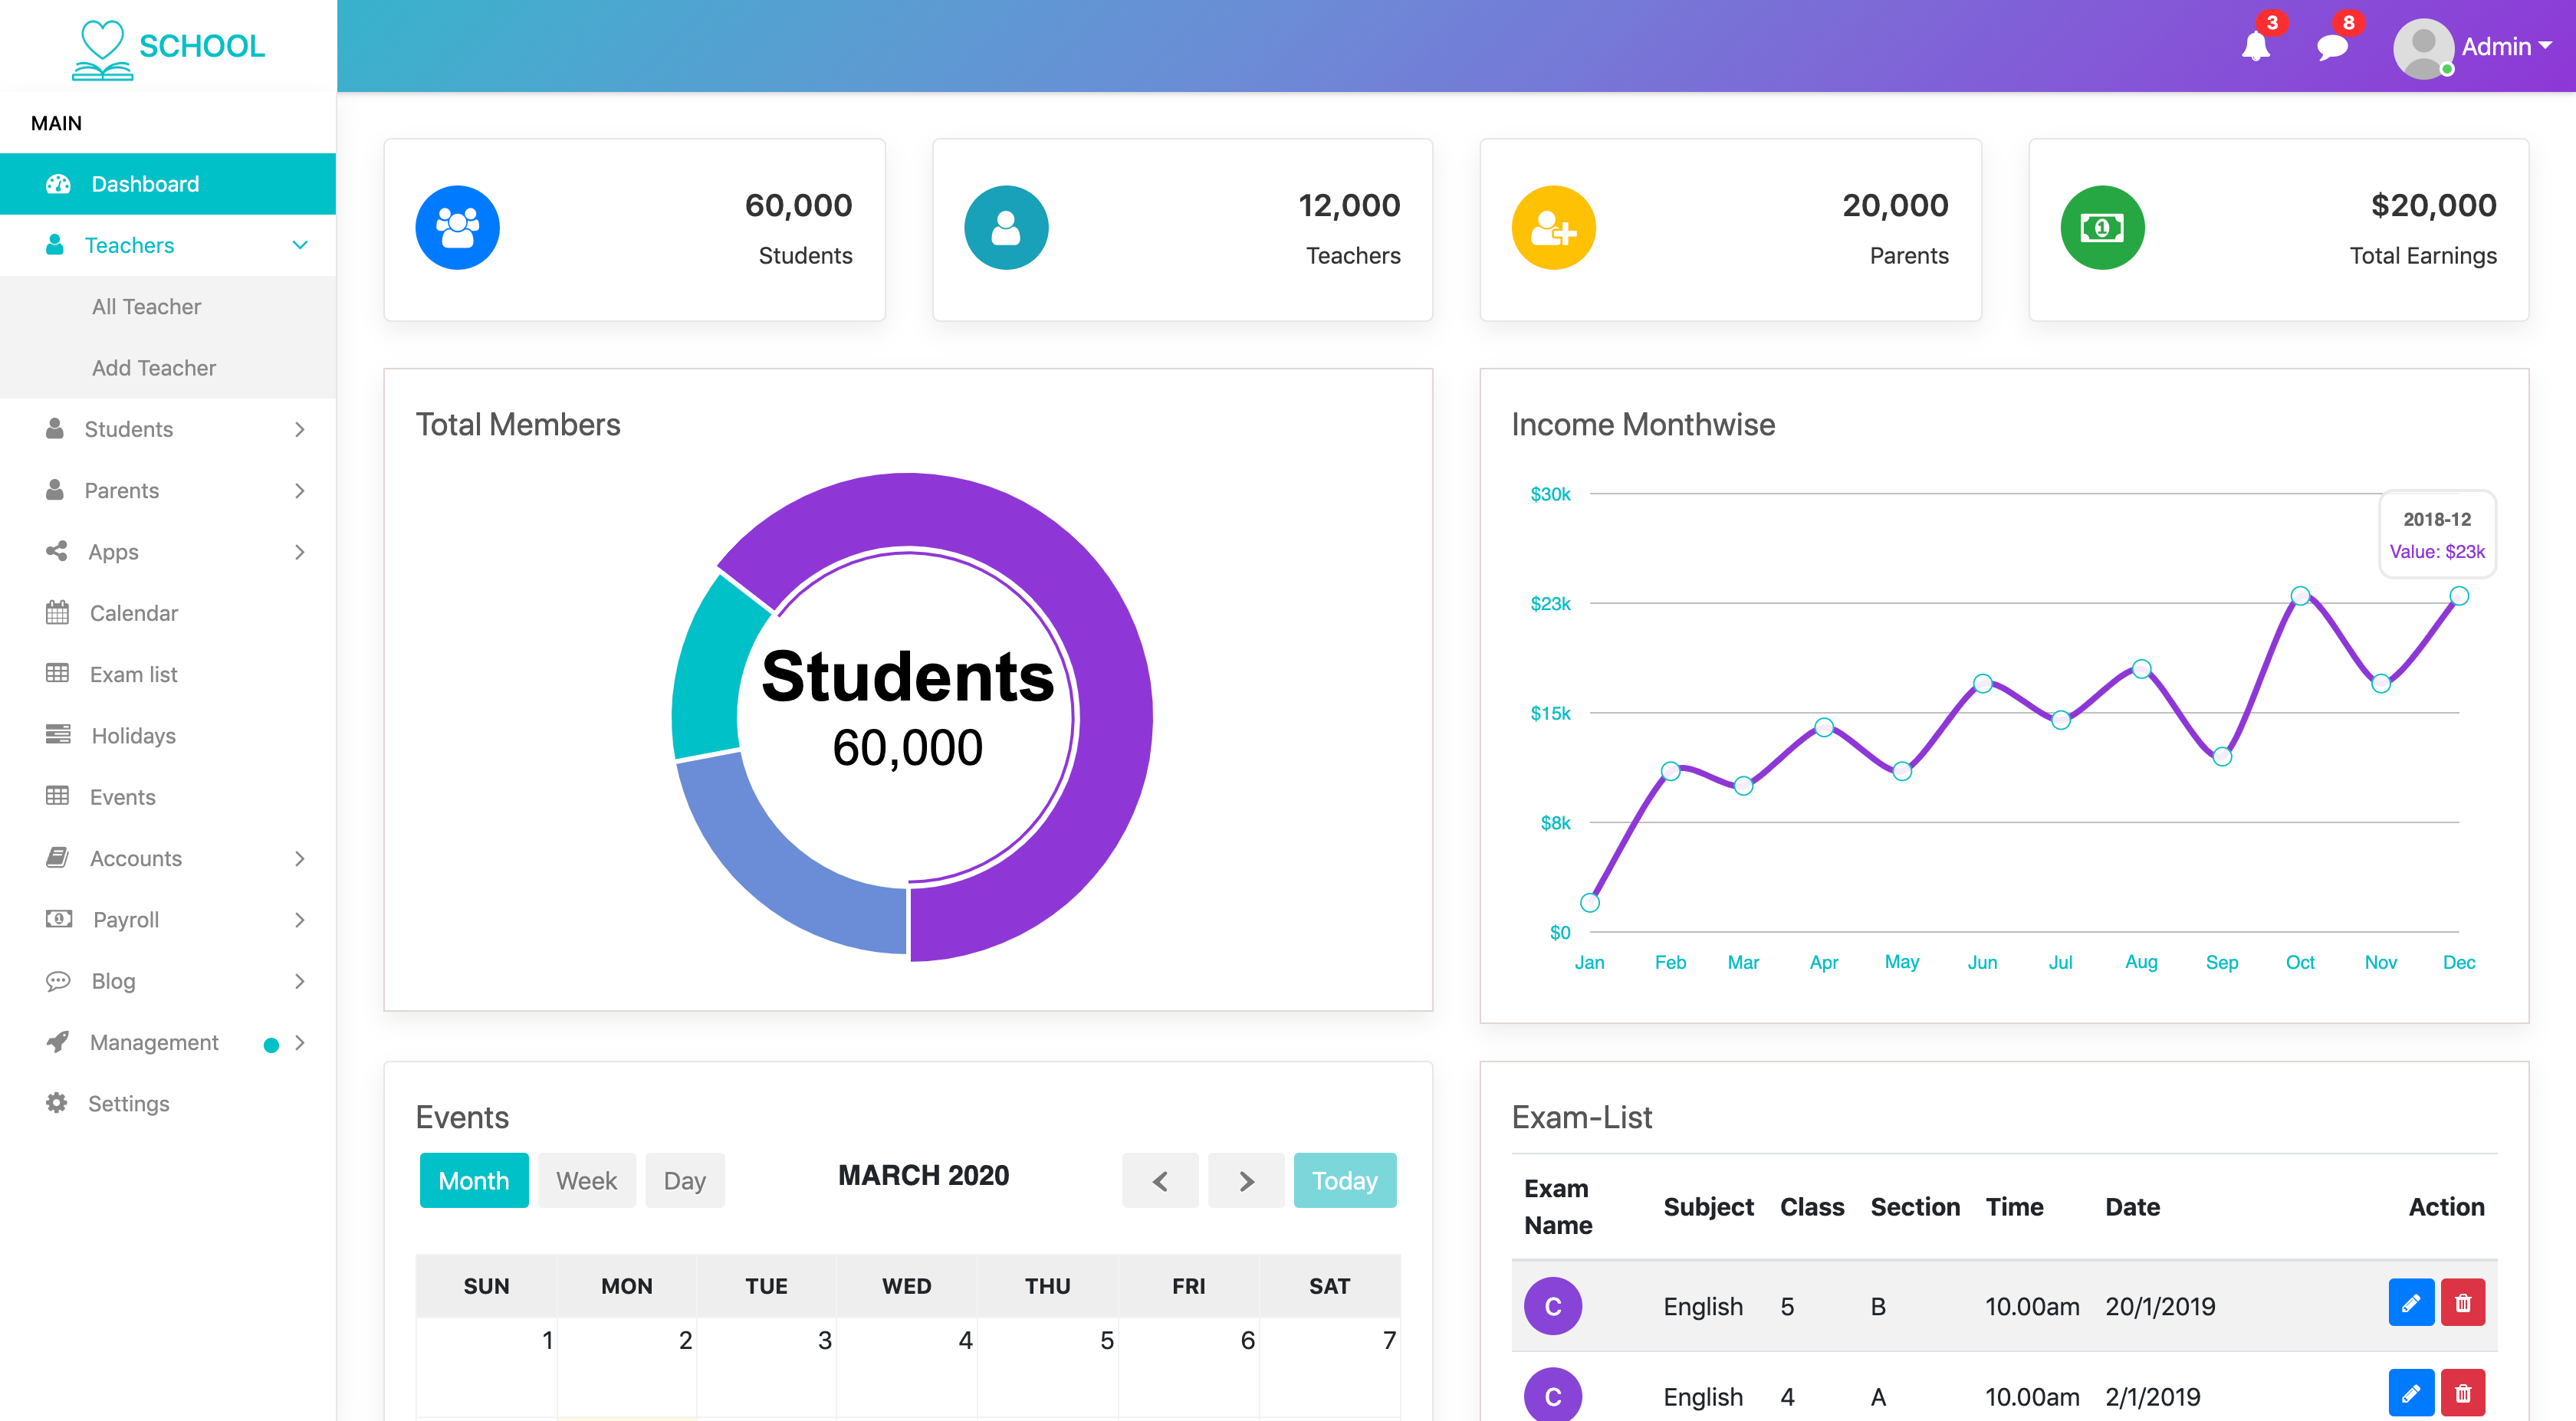 SCHOOL
3
8
Admin
MAIN
Dashboard
Teachers
All Teacher
Add Teacher
Students
Parents
Apps
Calendar
Exam list
Holidays
Events
Accounts
Payroll
Blog
Management
Settings
60,000
Students
12,000
Teachers
20,000
Parents
$20,000
Total Earnings
Total Members
Students
60,000
Income Monthwise
$30k
$23k
$15k
$8k
$0
2018-12
Value: $23k
Jan Feb Mar Apr May Jun Jul Aug Sep Oct Nov Dec
Events
Month Week Day MARCH 2020 Today
SUN MON TUE WED THU FRI SAT
1 2 3 4 5 6 7
Exam-List
Exam Name Subject Class Section Time Date Action
C English 5 B 10.00am 20/1/2019
C English 4 A 10.00am 2/1/2019